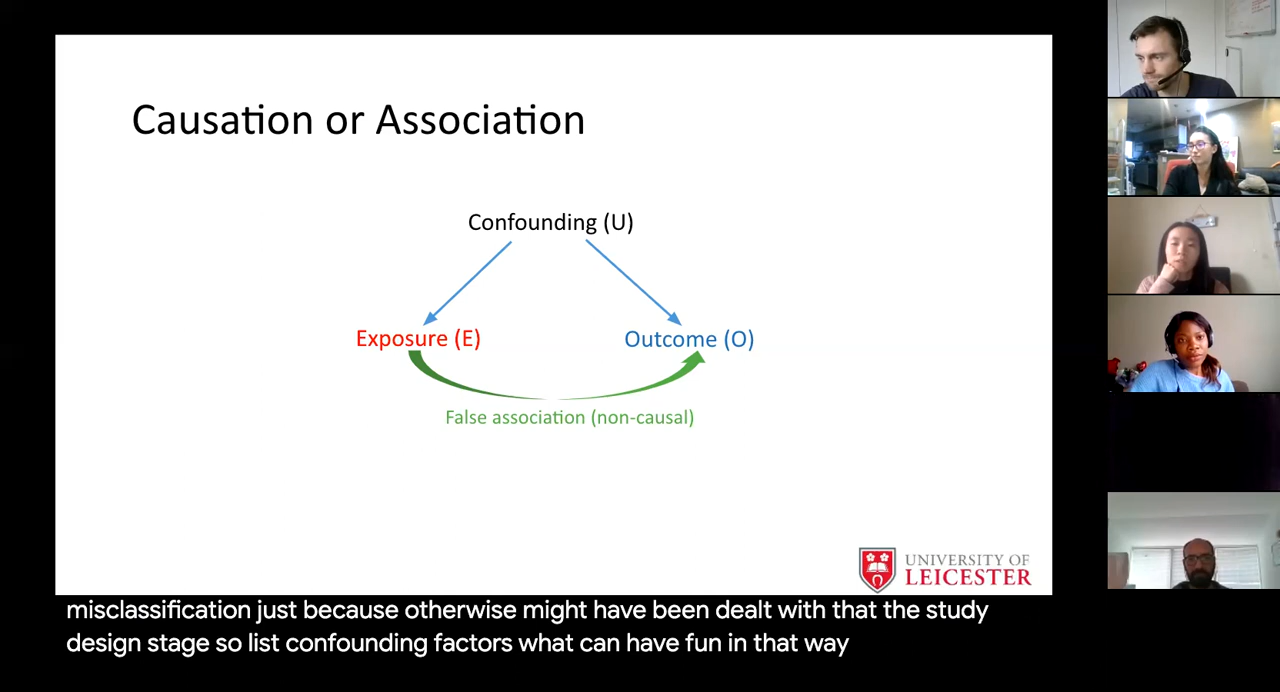 Causation or Association
Confounding (U)
Exposure (E)
Outcome (O)
False association (non-causal)
UNIVERSITY OF
LEICESTER
misclassification just because otherwise might have been dealt with that the study
design stage so list confounding factors what can have fun in that way